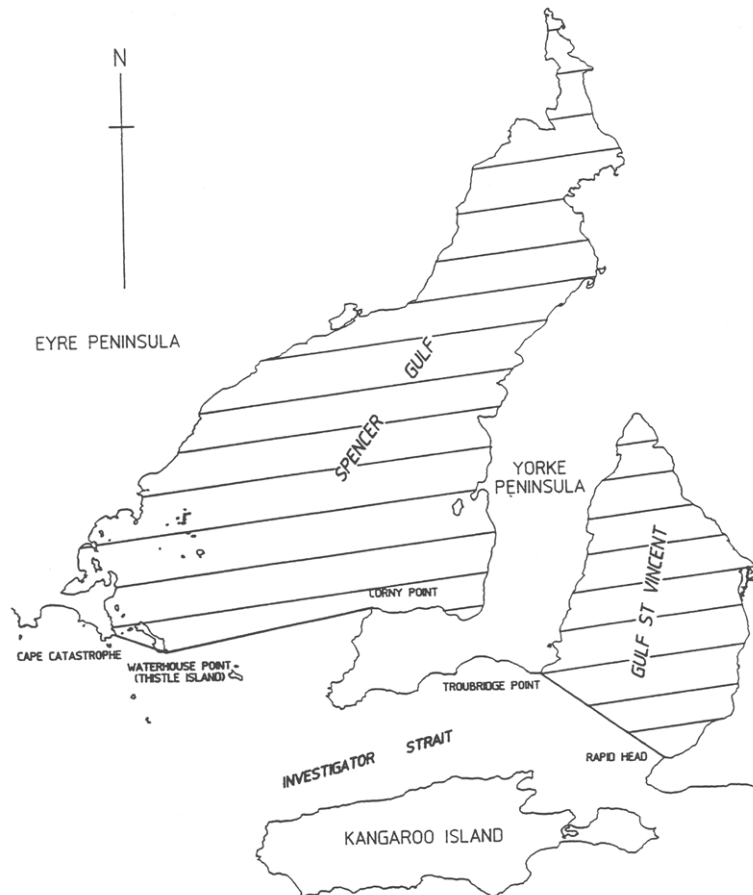 N
EYRE PENINSULA
SPENCER GULF
YORKE
PENINSULA
GULF ST VINCENT
CORNY POINT
CAPE CATASTROPHE
WATERHOUSE POINT
(THISTLE ISLAND)
TROUBRIDGE POINT
INVESTIGATOR STRAIT
RAPID HEAD
KANGAROO ISLAND